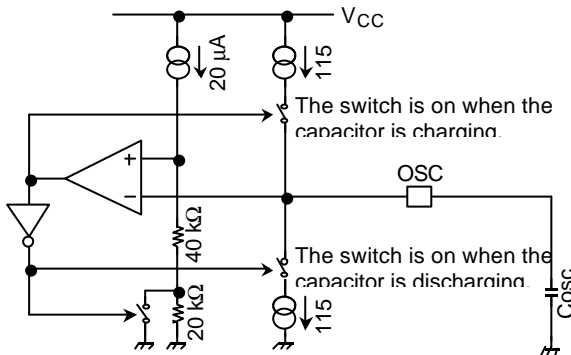 VCC
20 µA
115
The switch is on when the
capacitor is charging.
+
−
OSC
40 kΩ
The switch is on when the
capacitor is discharging.
20 kΩ
115
Cosc